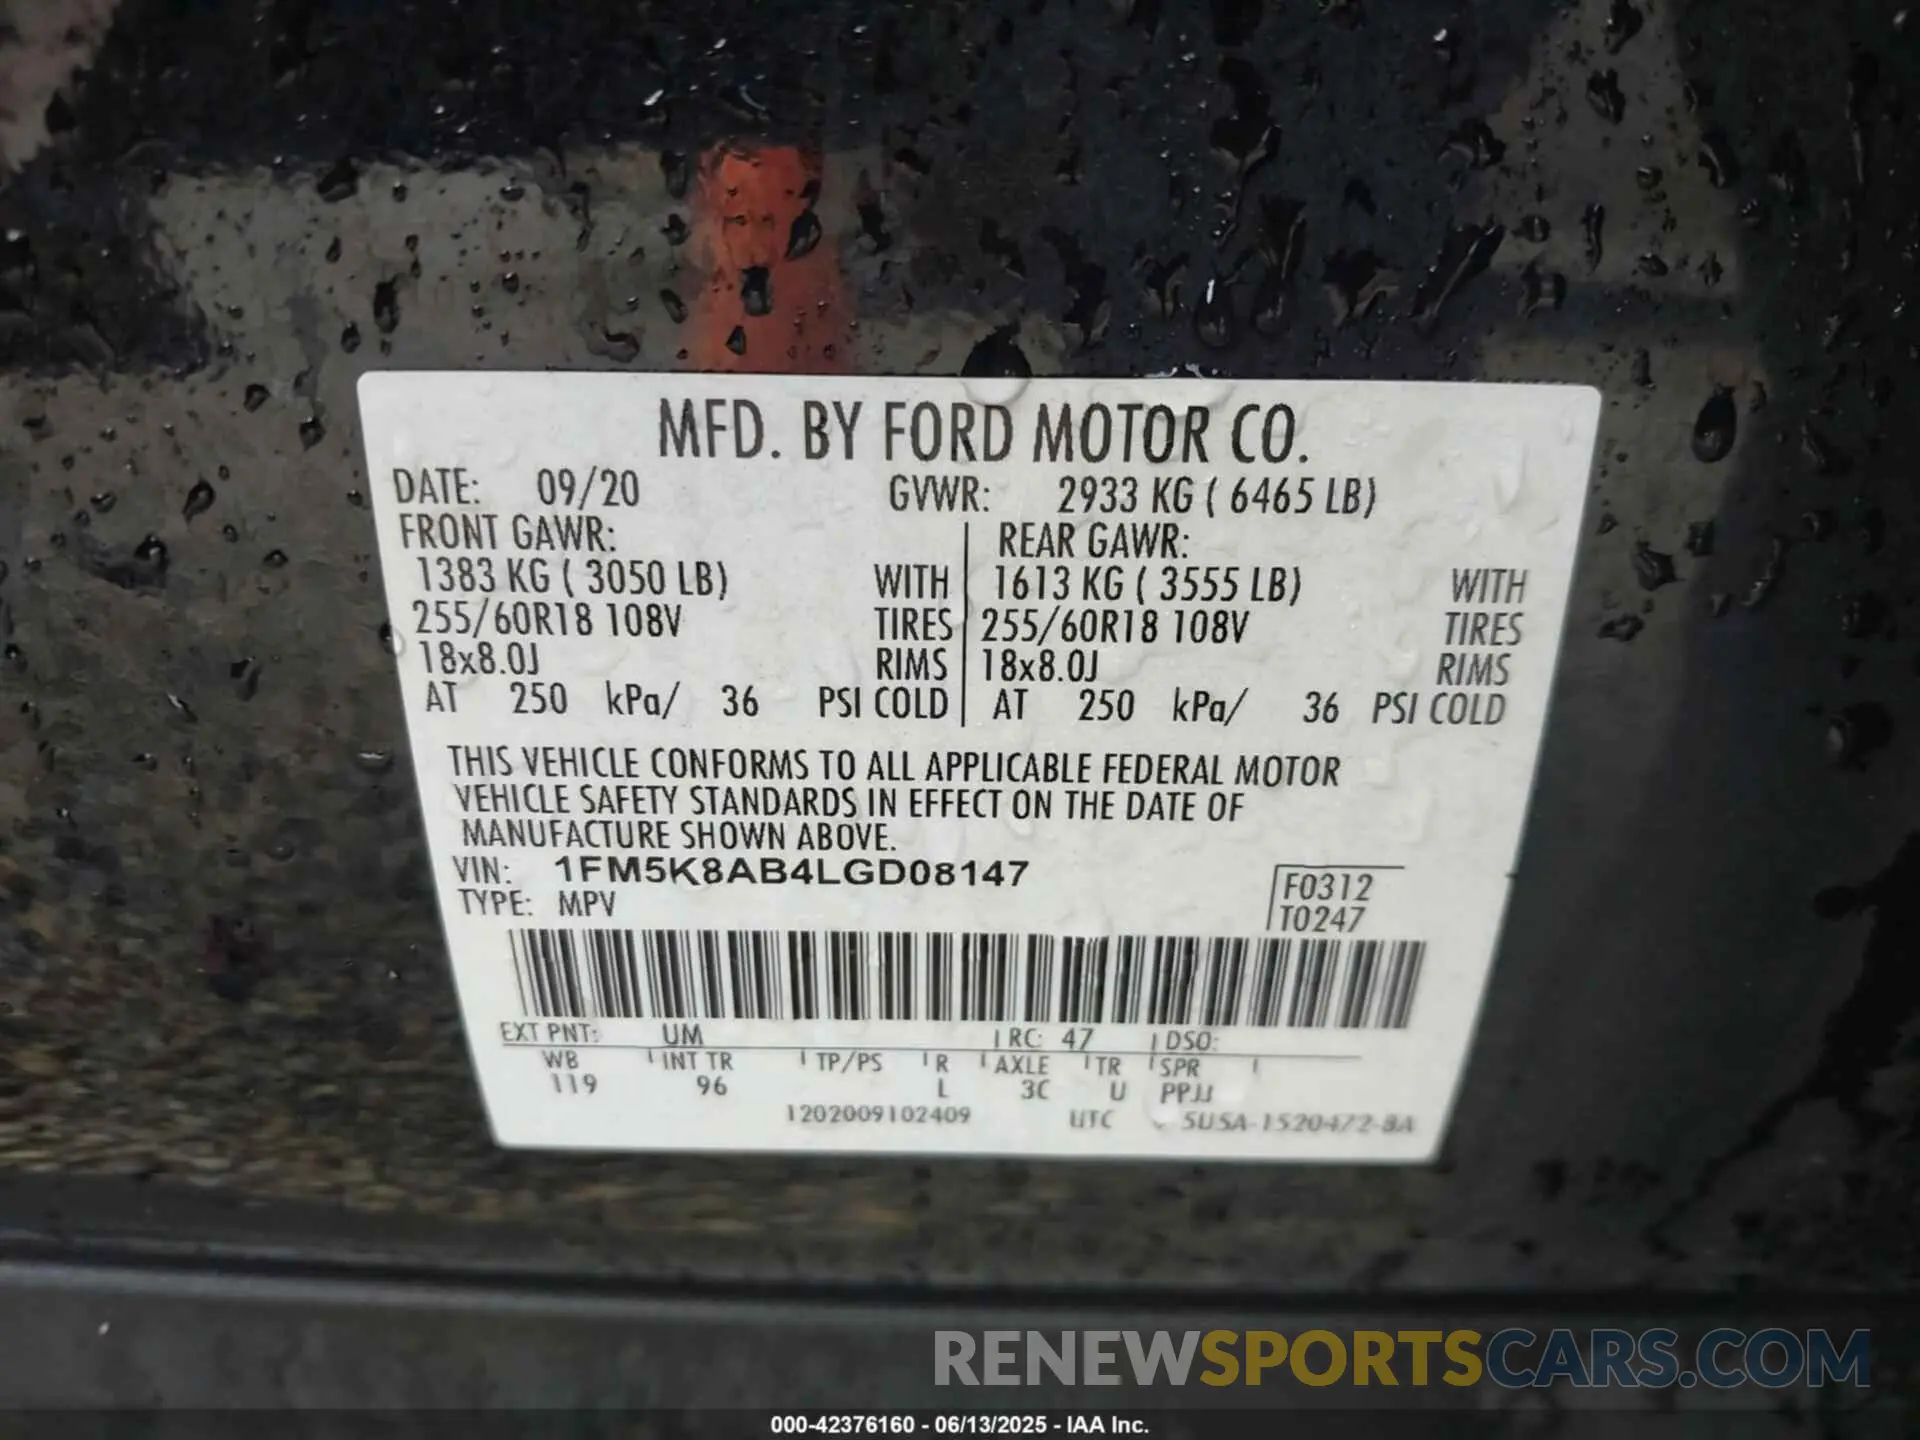 MFD. BY FORD MOTOR CO.
DATE: 09/20 GVWR: 2933 KG ( 6465 LB)
FRONT GAWR: REAR GAWR:
1383 KG ( 3050 LB) WITH 1613 KG ( 3555 LB) WITH
255/60R18 108V TIRES 255/60R18 108V TIRES
18x8.0J RIMS 18x8.0J RIMS
AT 250 kPa/ 36 PSI COLD AT 250 kPa/ 36 PSI COLD
THIS VEHICLE CONFORMS TO ALL APPLICABLE FEDERAL MOTOR
VEHICLE SAFETY STANDARDS IN EFFECT ON THE DATE OF
MANUFACTURE SHOWN ABOVE.
VIN: 1FM5K8AB4LGD08147 F0312
TYPE: MPV T0247
EXT PNT: UM RC: 47 DSO:
WB INT TR TP/PS R AXLE TR SPR
119 96 L 3C U PPJJ
1202009102409 UTC 5U5A-1520472-BA
RENEWSPORTSCARS.COM
000-42376160 - 06/13/2025 - IAA Inc.